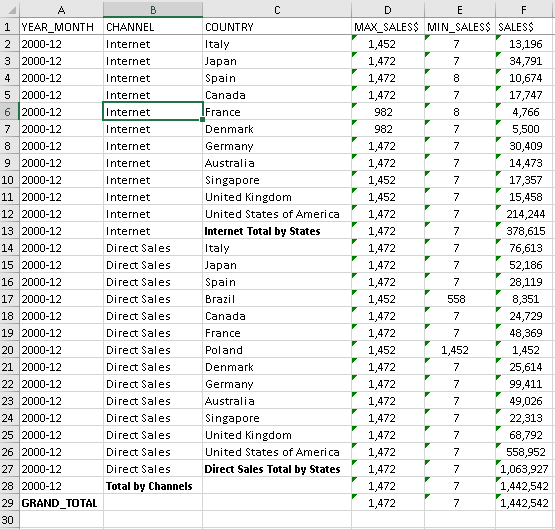 A B C D E F
1 YEAR_MONTH CHANNEL COUNTRY MAX_SALES$ MIN_SALES$ SALES$
2 2000-12 Internet Italy 1,452 7 13,196
3 2000-12 Internet Japan 1,472 7 34,791
4 2000-12 Internet Spain 1,472 8 10,674
5 2000-12 Internet Canada 1,472 7 17,747
6 2000-12 Internet France 982 8 4,766
7 2000-12 Internet Denmark 982 7 5,500
8 2000-12 Internet Germany 1,472 7 30,409
9 2000-12 Internet Australia 1,472 7 14,473
10 2000-12 Internet Singapore 1,452 7 17,357
11 2000-12 Internet United Kingdom 1,452 7 15,458
12 2000-12 Internet United States of America 1,472 7 214,244
13 2000-12 Internet Internet Total by States 1,472 7 378,615
14 2000-12 Direct Sales Italy 1,472 7 76,613
15 2000-12 Direct Sales Japan 1,472 7 52,186
16 2000-12 Direct Sales Spain 1,472 7 28,119
17 2000-12 Direct Sales Brazil 1,452 558 8,351
18 2000-12 Direct Sales Canada 1,472 7 24,729
19 2000-12 Direct Sales France 1,472 7 48,369
20 2000-12 Direct Sales Poland 1,452 1,452 1,452
21 2000-12 Direct Sales Denmark 1,472 7 25,614
22 2000-12 Direct Sales Germany 1,472 7 99,411
23 2000-12 Direct Sales Australia 1,472 7 49,026
24 2000-12 Direct Sales Singapore 1,472 7 22,313
25 2000-12 Direct Sales United Kingdom 1,472 7 68,792
26 2000-12 Direct Sales United States of America 1,472 7 558,952
27 2000-12 Direct Sales Direct Sales Total by States 1,472 7 1,063,927
28 2000-12 Total by Channels 1,472 7 1,442,542
29 GRAND_TOTAL 1,472 7 1,442,542
30